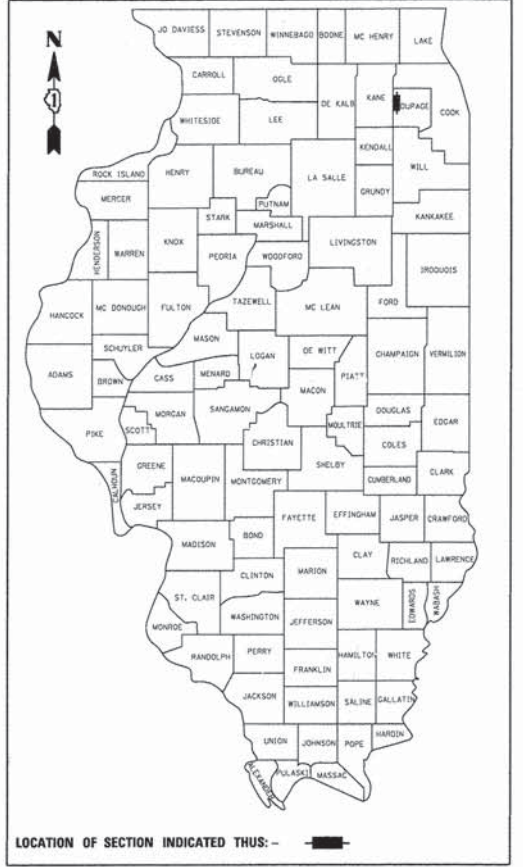 JO DAVIESS STEVENSON WINNEBAGO BOONE MC HENRY LAKE
N
CARROLL OGLE
1
DE KALB KANE DUPAGE COOK
WHITESIDE LEE
KENDALL
ROCK ISLAND HENRY BUREAU LA SALLE WILL
MERCER PUTNAM GRUNDY
STARK MARSHALL KANKAKEE
HENDERSON WARREN KNOX PEORIA WOODFORD LIVINGSTON
IROQUOIS
TAZEWELL MC LEAN FORD
HANCOCK MC DONOUGH FULTON
MASON
SCHUYLER LOGAN DE WITT CHAMPAIGN VERMILION
ADAMS BROWN CASS MENARD PIATT
MACON
MORGAN SANGAMON DOUGLAS
PIKE SCOTT CHRISTIAN MOULTRIE COLES EDGAR
SHELBY
GREENE MACOUPIN MONTGOMERY CUMBERLAND CLARK
CALHOUN JERSEY
FAYETTE EFFINGHAM JASPER CRAWFORD
MADISON BOND
CLAY RICHLAND LAWRENCE
CLINTON MARION
ST. CLAIR WAYNE EDWARDS WABASH
WASHINGTON JEFFERSON
MONROE
RANDOLPH PERRY HAMILTON WHITE
FRANKLIN
JACKSON WILLIAMSON SALINE GALLATIN
UNION JOHNSON POPE HARDIN
ALEXANDER PULASKI MASSAC
LOCATION OF SECTION INDICATED THUS: –